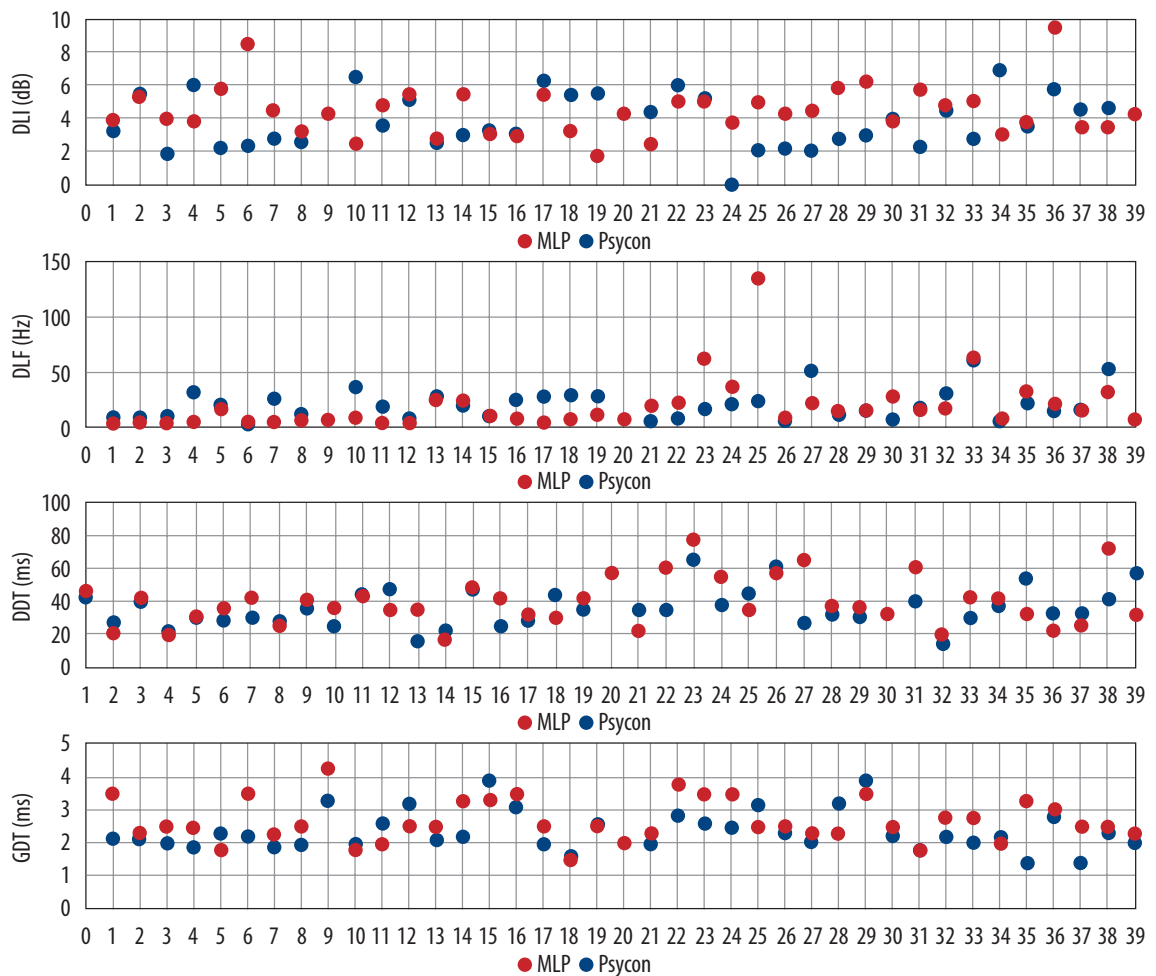 10
8
6
4
2
0
DLI (dB)
0 1 2 3 4 5 6 7 8 9 10 11 12 13 14 15 16 17 18 19 20 21 22 23 24 25 26 27 28 29 30 31 32 33 34 35 36 37 38 39
MLP Psycon
150
100
50
0
DLF (Hz)
0 1 2 3 4 5 6 7 8 9 10 11 12 13 14 15 16 17 18 19 20 21 22 23 24 25 26 27 28 29 30 31 32 33 34 35 36 37 38 39
MLP Psycon
100
80
60
40
20
0
DDT (ms)
1 2 3 4 5 6 7 8 9 10 11 12 13 14 15 16 17 18 19 20 21 22 23 24 25 26 27 28 29 30 31 32 33 34 35 36 37 38 39
MLP Psycon
5
4
3
2
1
0
GDT (ms)
0 1 2 3 4 5 6 7 8 9 10 11 12 13 14 15 16 17 18 19 20 21 22 23 24 25 26 27 28 29 30 31 32 33 34 35 36 37 38 39
MLP Psycon